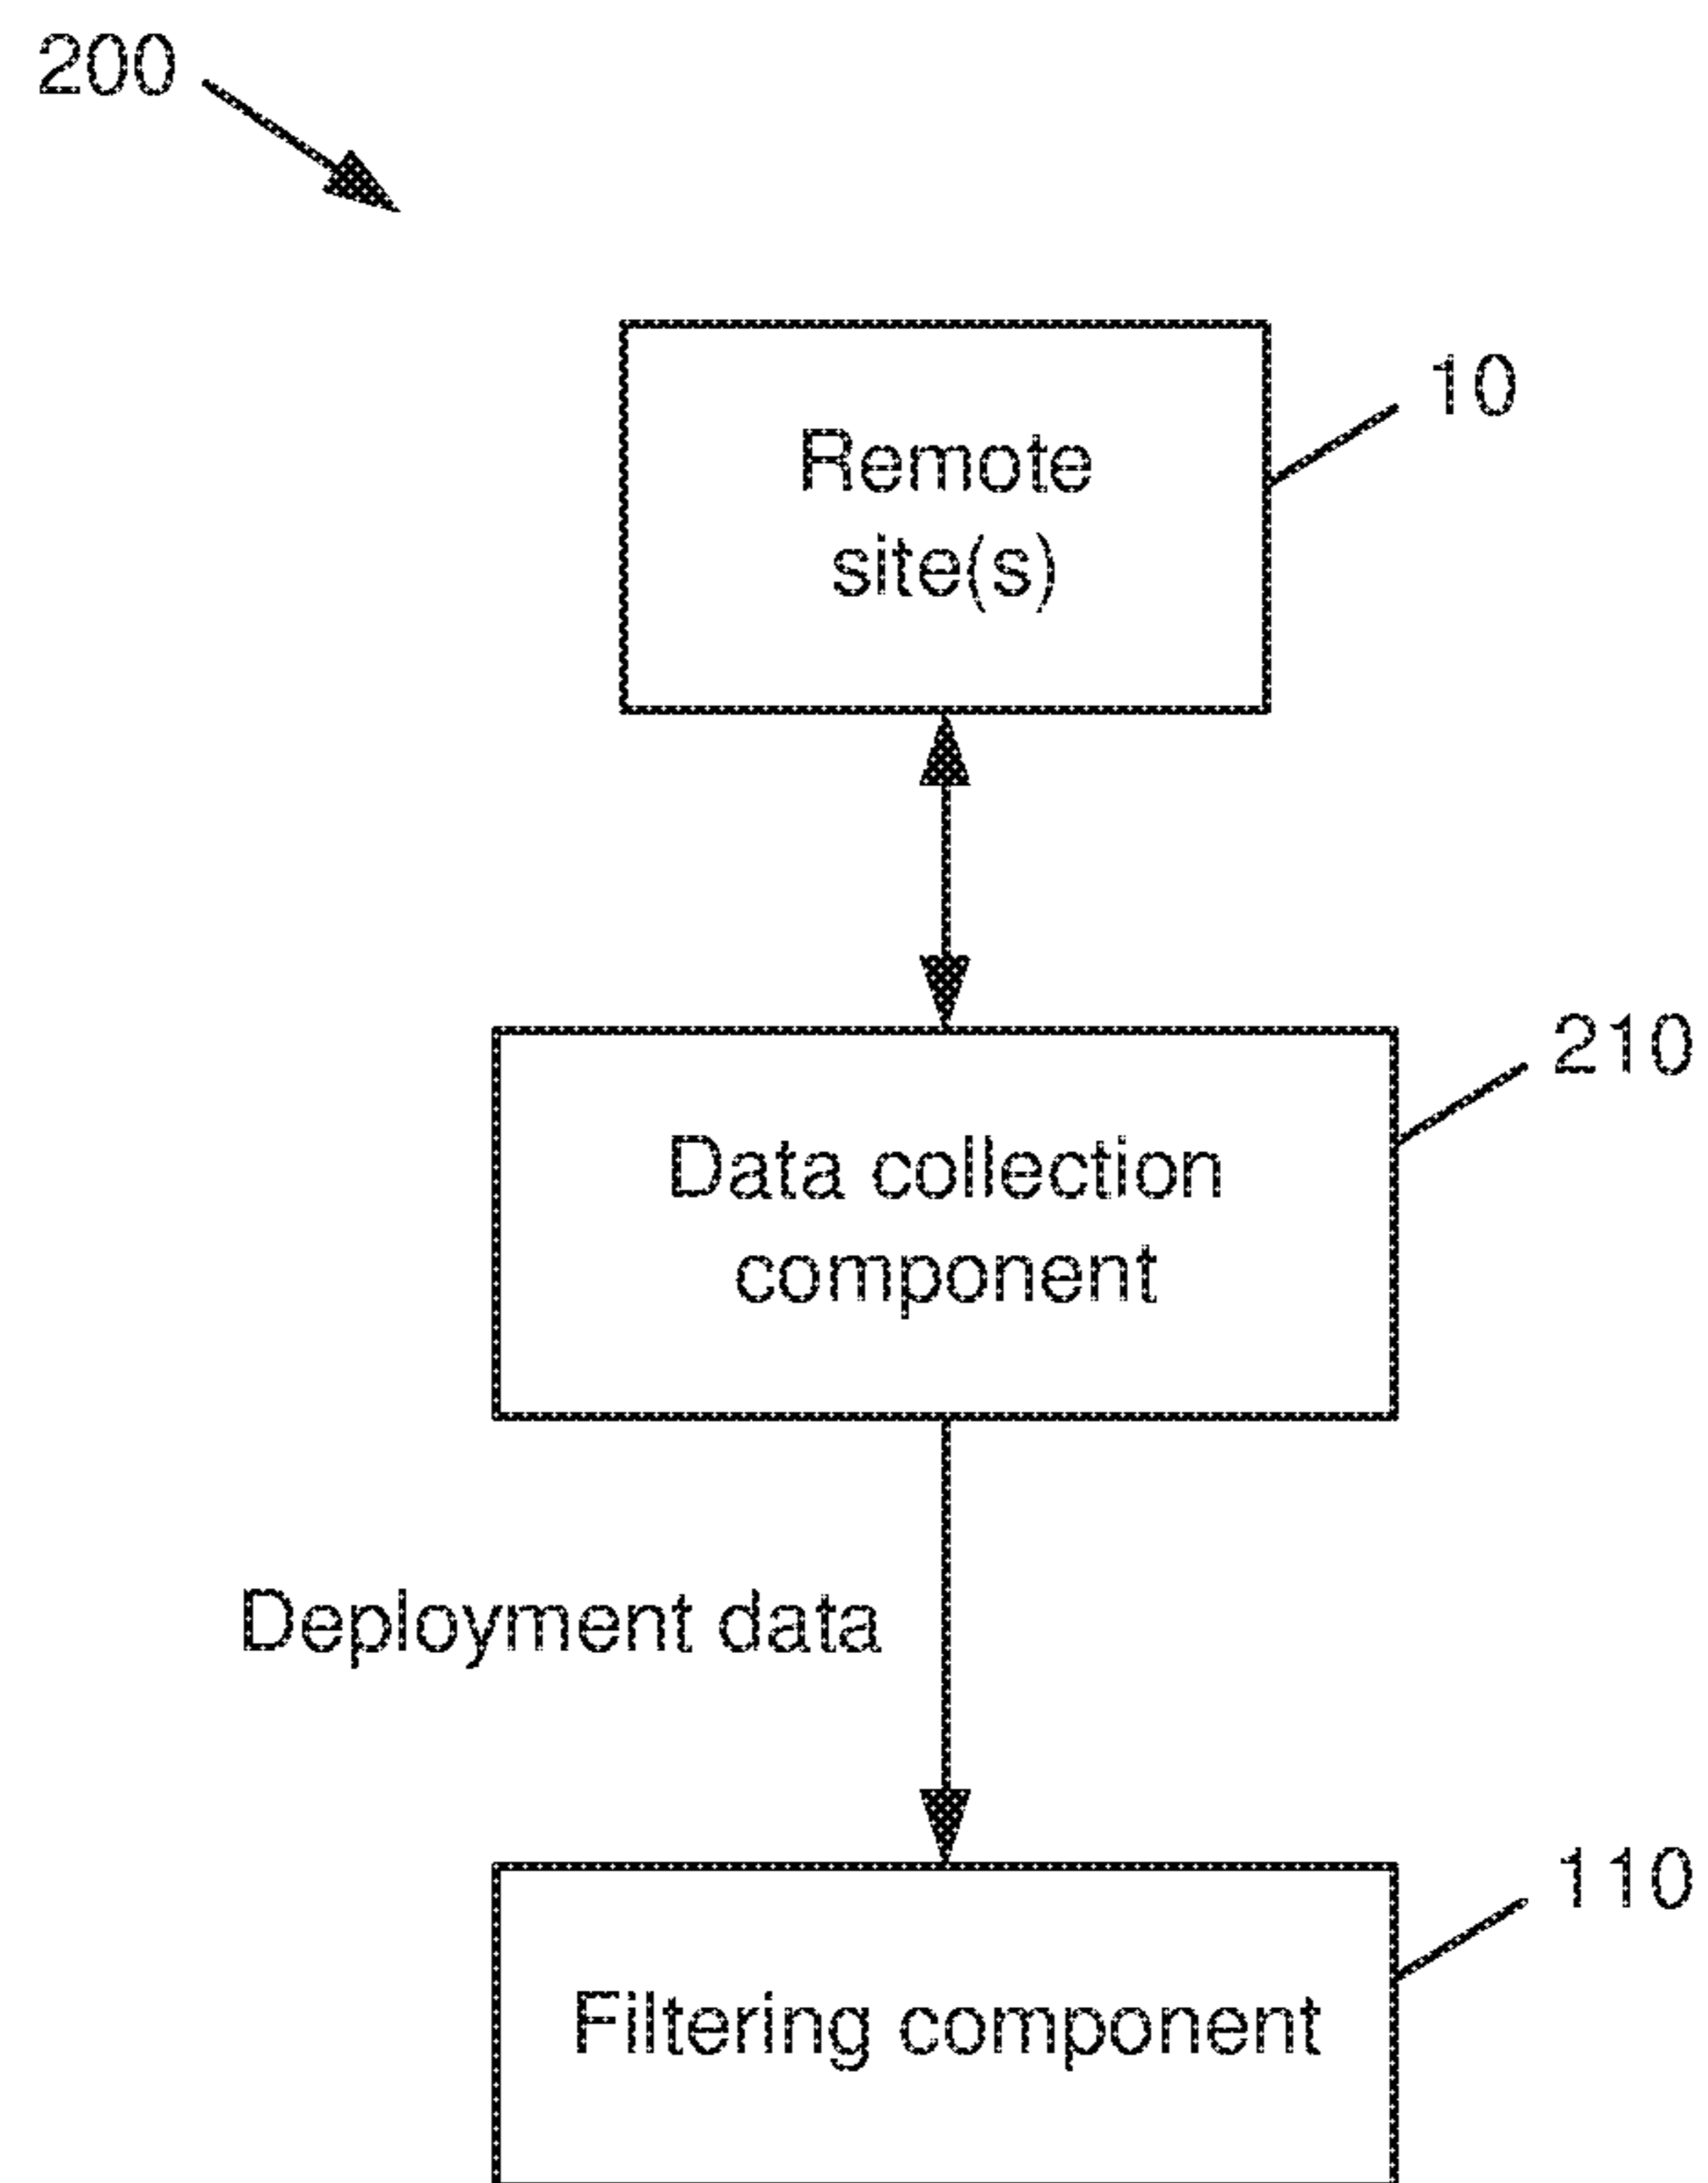 200
10
Remote
site(s)
210
Data collection
component
Deployment data
110
Filtering component